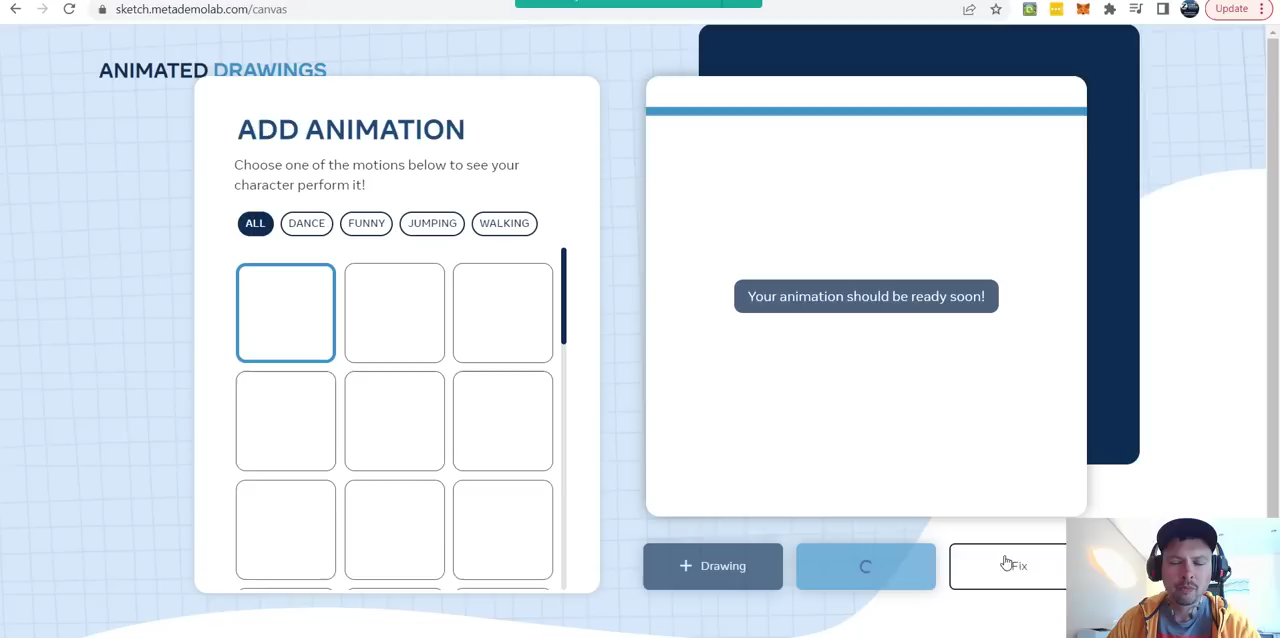 sketch.metademolab.com/canvas
Update
ANIMATED DRAWINGS
ADD ANIMATION
Choose one of the motions below to see your
character perform it!
ALL
DANCE
FUNNY
JUMPING
WALKING
Your animation should be ready soon!
+ Drawing
Fix